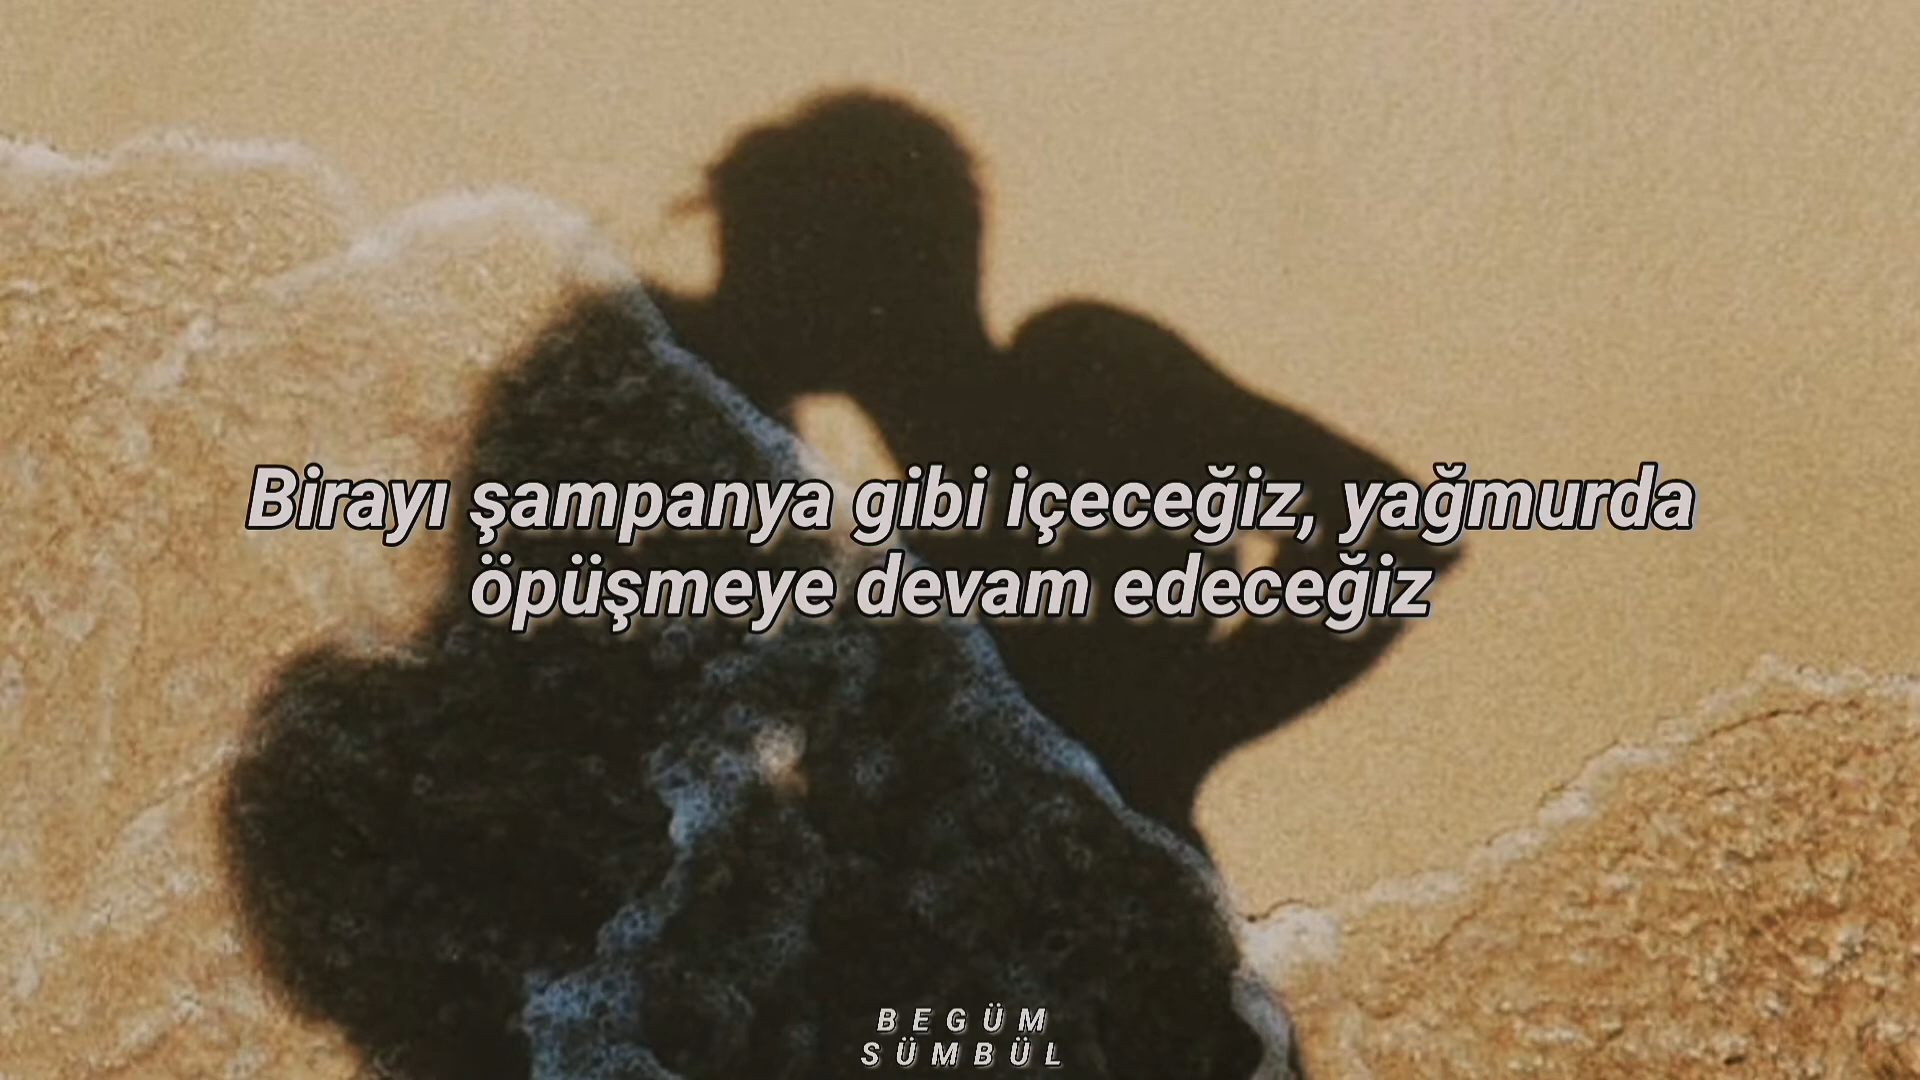 Birayı şampanya gibi içeceğiz, yağmurda
öpüşmeye devam edeceğiz
BEGÜM
SÜMBÜL